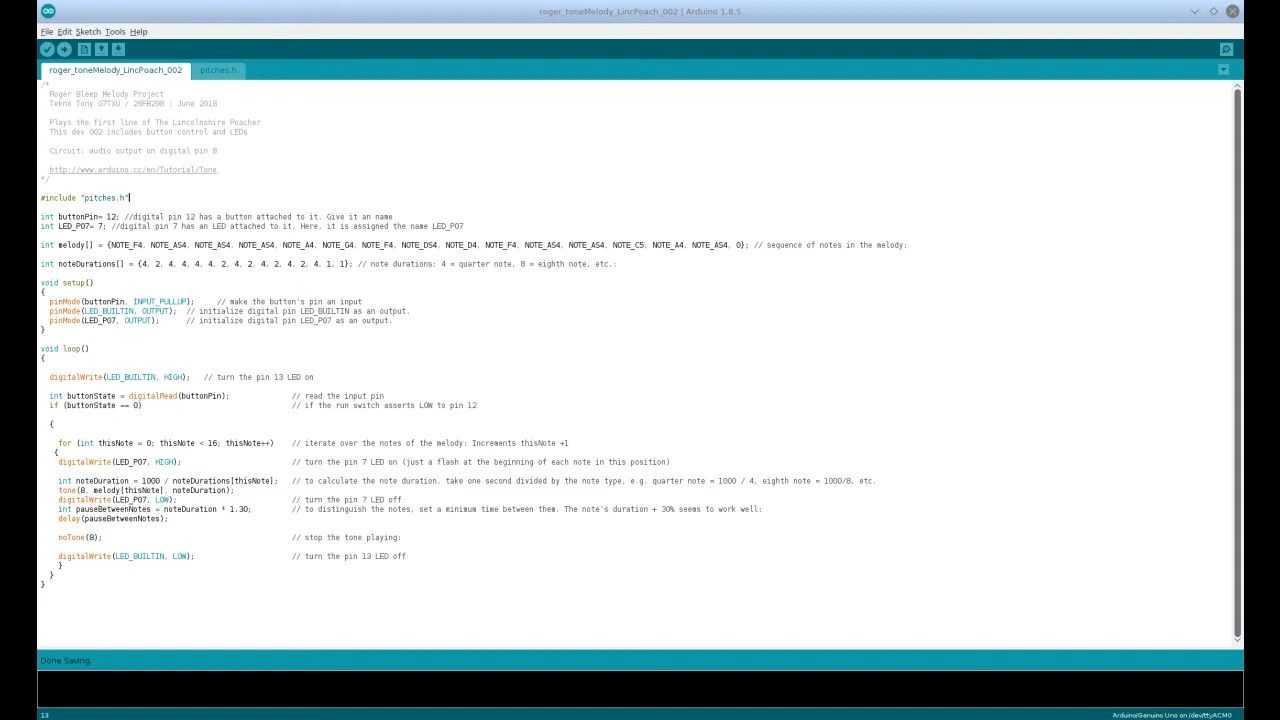 roger_toneMelody_LincPoach_002 | Arduino 1.8.5
File Edit Sketch Tools Help
roger_toneMelody_LincPoach_002 pitches.h
/*
Roger Bleep Melody Project
Tekno Tony G7TXU / 26FB298 : June 2018
Plays the first line of The Lincolnshire Poacher
This dev 002 includes button control and LEDs
Circuit: audio output on digital pin 8
http://www.arduino.cc/en/Tutorial/Tone
*/
#include "pitches.h"
int buttonPin= 12; //digital pin 12 has a button attached to it. Give it an name
int LED_P07= 7; //digital pin 7 has an LED attached to it. Here, it is assigned the name LED_P07
int melody[] = {NOTE_F4, NOTE_AS4, NOTE_AS4, NOTE_AS4, NOTE_A4, NOTE_G4, NOTE_F4, NOTE_DS4, NOTE_D4, NOTE_F4, NOTE_AS4, NOTE_AS4, NOTE_C5, NOTE_A4, NOTE_AS4, 0}; // sequence of notes in the melody:
int noteDurations[] = {4, 2, 4, 4, 4, 4, 2, 4, 2, 4, 2, 4, 2, 4, 1, 1}; // note durations: 4 = quarter note, 8 = eighth note, etc.:
void setup()
{
pinMode(buttonPin, INPUT_PULLUP); // make the button's pin an input
pinMode(LED_BUILTIN, OUTPUT); // initialize digital pin LED_BUILTIN as an output.
pinMode(LED_P07, OUTPUT); // initialize digital pin LED_P07 as an output.
}
void loop()
{
digitalWrite(LED_BUILTIN, HIGH); // turn the pin 13 LED on
int buttonState = digitalRead(buttonPin); // read the input pin
if (buttonState == 0) // if the run switch asserts LOW to pin 12
{
for (int thisNote = 0; thisNote < 16; thisNote++) // iterate over the notes of the melody: Increments thisNote +1
{
digitalWrite(LED_P07, HIGH); // turn the pin 7 LED on (just a flash at the beginning of each note in this position)
int noteDuration = 1000 / noteDurations[thisNote]; // to calculate the note duration, take one second divided by the note type, e.g. quarter note = 1000 / 4, eighth note = 1000/8, etc.
tone(8, melody[thisNote], noteDuration);
digitalWrite(LED_P07, LOW); // turn the pin 7 LED off
int pauseBetweenNotes = noteDuration * 1.30; // to distinguish the notes, set a minimum time between them. The note's duration + 30% seems to work well:
delay(pauseBetweenNotes);
noTone(8); // stop the tone playing:
digitalWrite(LED_BUILTIN, LOW); // turn the pin 13 LED off
}
}
}
Done Saving.
13 Arduino/Genuino Uno on /dev/ttyACM0